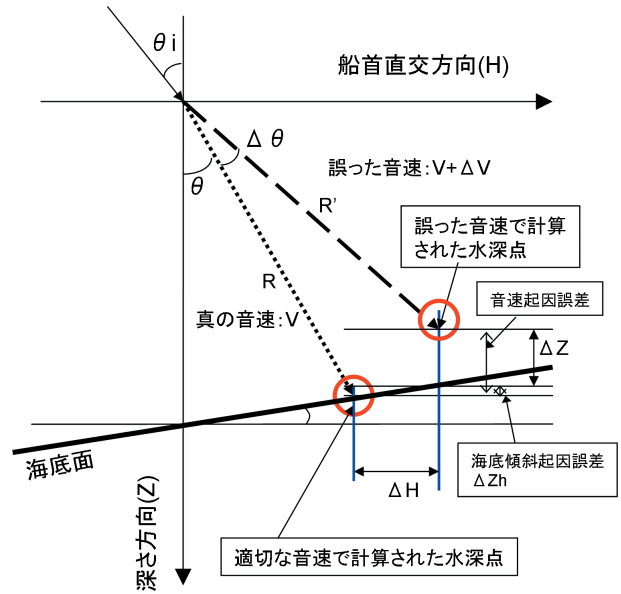 θi
船首直交方向(H)
Δθ
θ
誤った音速：V+ΔV
R'
誤った音速で計算
された水深点
R
音速起因誤差
真の音速：V
ΔZ
海底面
海底傾斜起因誤差
ΔZh
ΔH
深さ方向(Z)
適切な音速で計算された水深点